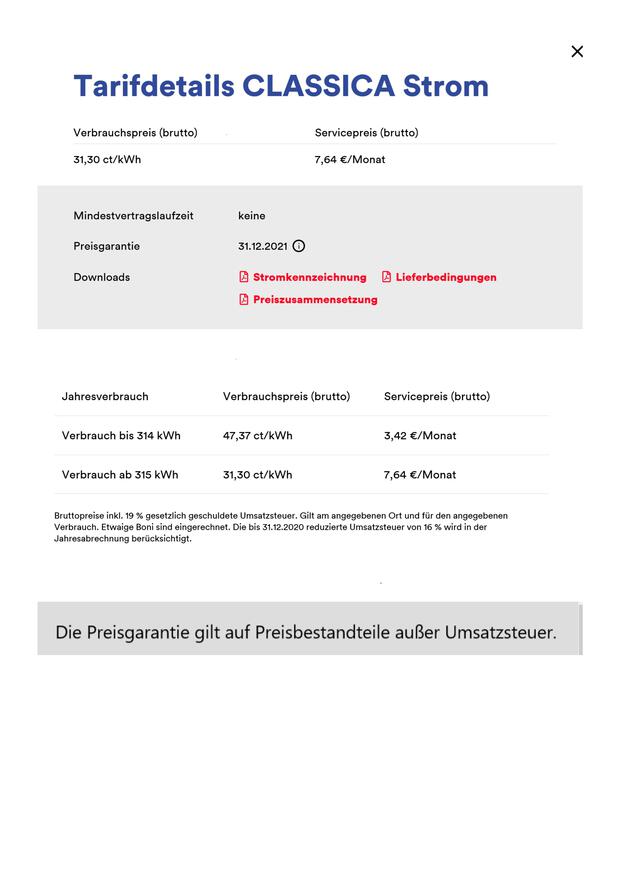 Tarifdetails CLASSICA Strom
Verbrauchspreis (brutto) Servicepreis (brutto)
31,30 ct/kWh 7,64 €/Monat
Mindestvertragslaufzeit keine
Preisgarantie 31.12.2021
Downloads Stromkennzeichnung Lieferbedingungen
Preiszusammensetzung
Jahresverbrauch Verbrauchspreis (brutto) Servicepreis (brutto)
Verbrauch bis 314 kWh 47,37 ct/kWh 3,42 €/Monat
Verbrauch ab 315 kWh 31,30 ct/kWh 7,64 €/Monat
Bruttopreise inkl. 19 % gesetzlich geschuldete Umsatzsteuer. Gilt am angegebenen Ort und für den angegebenen
Verbrauch. Etwaige Boni sind eingerechnet. Die bis 31.12.2020 reduzierte Umsatzsteuer von 16 % wird in der
Jahresabrechnung berücksichtigt.
Die Preisgarantie gilt auf Preisbestandteile außer Umsatzsteuer.